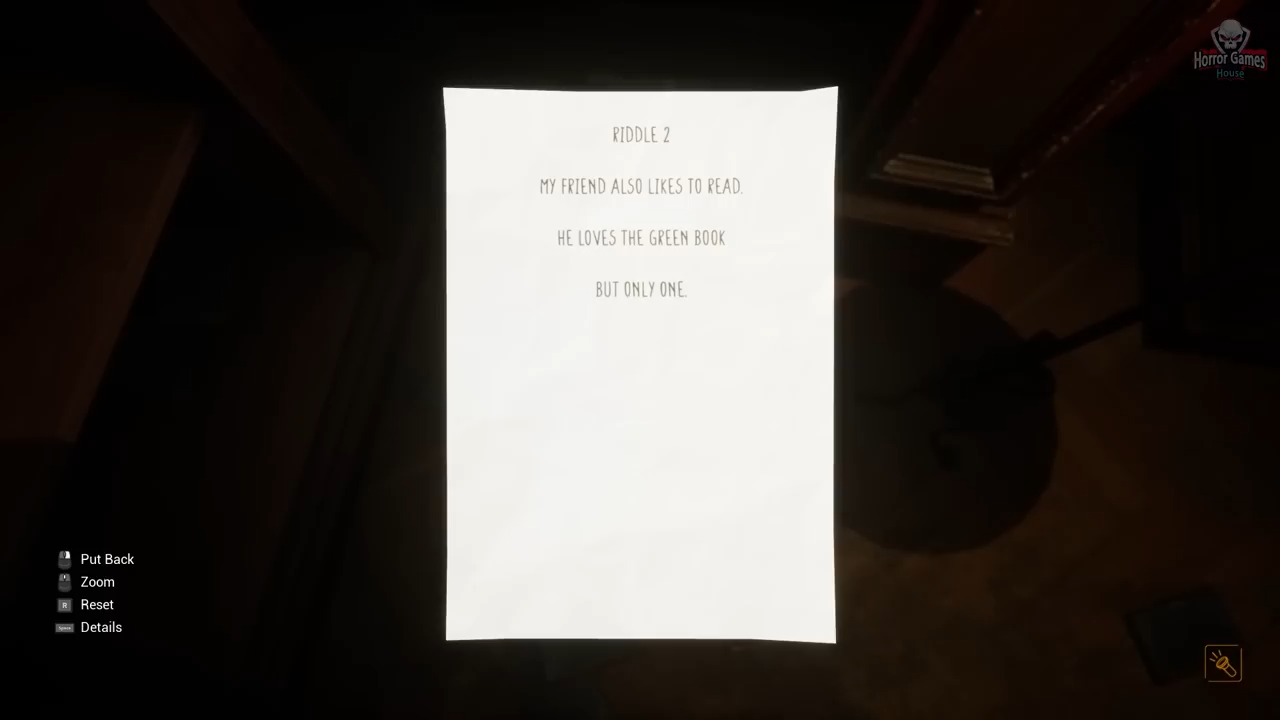 Horror Games
House
RIDDLE 2
MY FRIEND ALSO LIKES TO READ.
HE LOVES THE GREEN BOOK
BUT ONLY ONE.
Put Back
Zoom
R Reset
Space Details